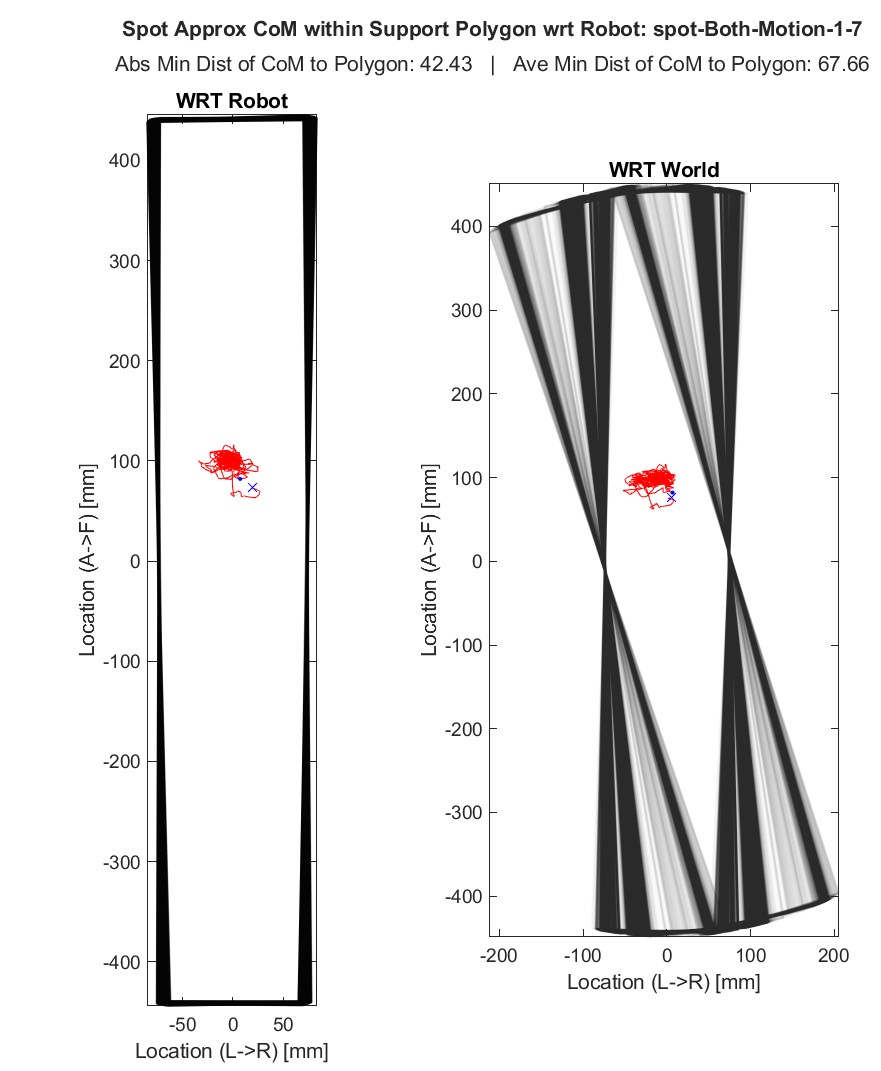 Spot Approx CoM within Support Polygon wrt Robot: spot-Both-Motion-1-7
Abs Min Dist of CoM to Polygon: 42.43 | Ave Min Dist of CoM to Polygon: 67.66
WRT Robot
400
300
200
100
0
-100
-200
-300
-400
Location (A->F) [mm]
-50 0 50
Location (L->R) [mm]
WRT World
400
300
200
100
0
-100
-200
-300
-400
Location (A->F) [mm]
-200 -100 0 100 200
Location (L->R) [mm]